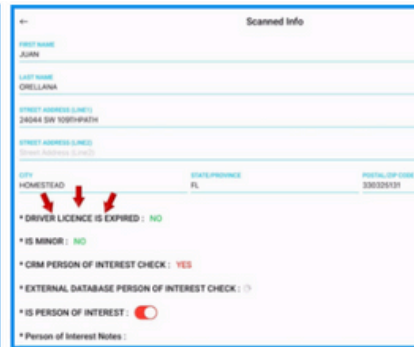 Scanned Info
FIRST NAME
JUAN
LAST NAME
ORELLANA
STREET ADDRESS (LINE1)
24044 SW 109THPATH
STREET ADDRESS (LINE2)
Street Address (Line2)
CITY STATE/PROVINCE POSTAL/ZIP CODE
HOMESTEAD FL 330325131
* DRIVER LICENCE IS EXPIRED : NO
* IS MINOR : NO
* CRM PERSON OF INTEREST CHECK : YES
* EXTERNAL DATABASE PERSON OF INTEREST CHECK :
* IS PERSON OF INTEREST :
* Person of Interest Notes :